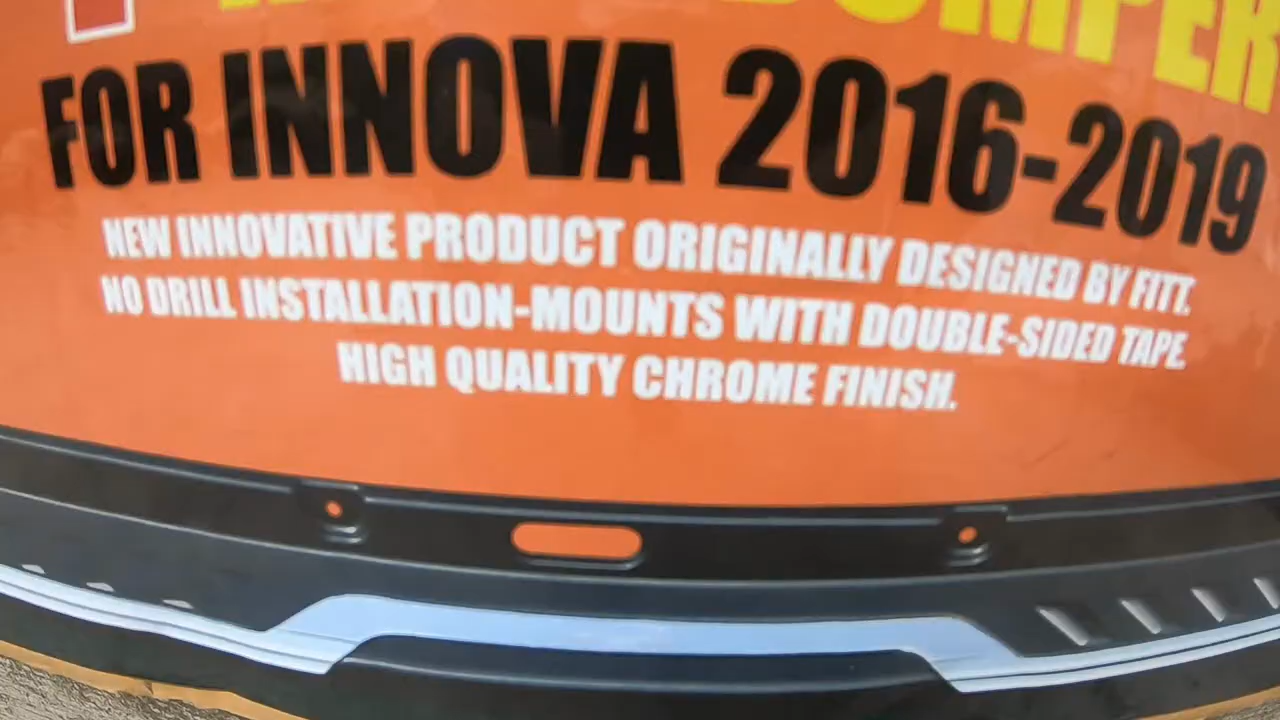 BUMPER
FOR INNOVA 2016-2019
NEW INNOVATIVE PRODUCT ORIGINALLY DESIGNED BY FITT.
NO DRILL INSTALLATION-MOUNTS WITH DOUBLE-SIDED TAPE.
HIGH QUALITY CHROME FINISH.